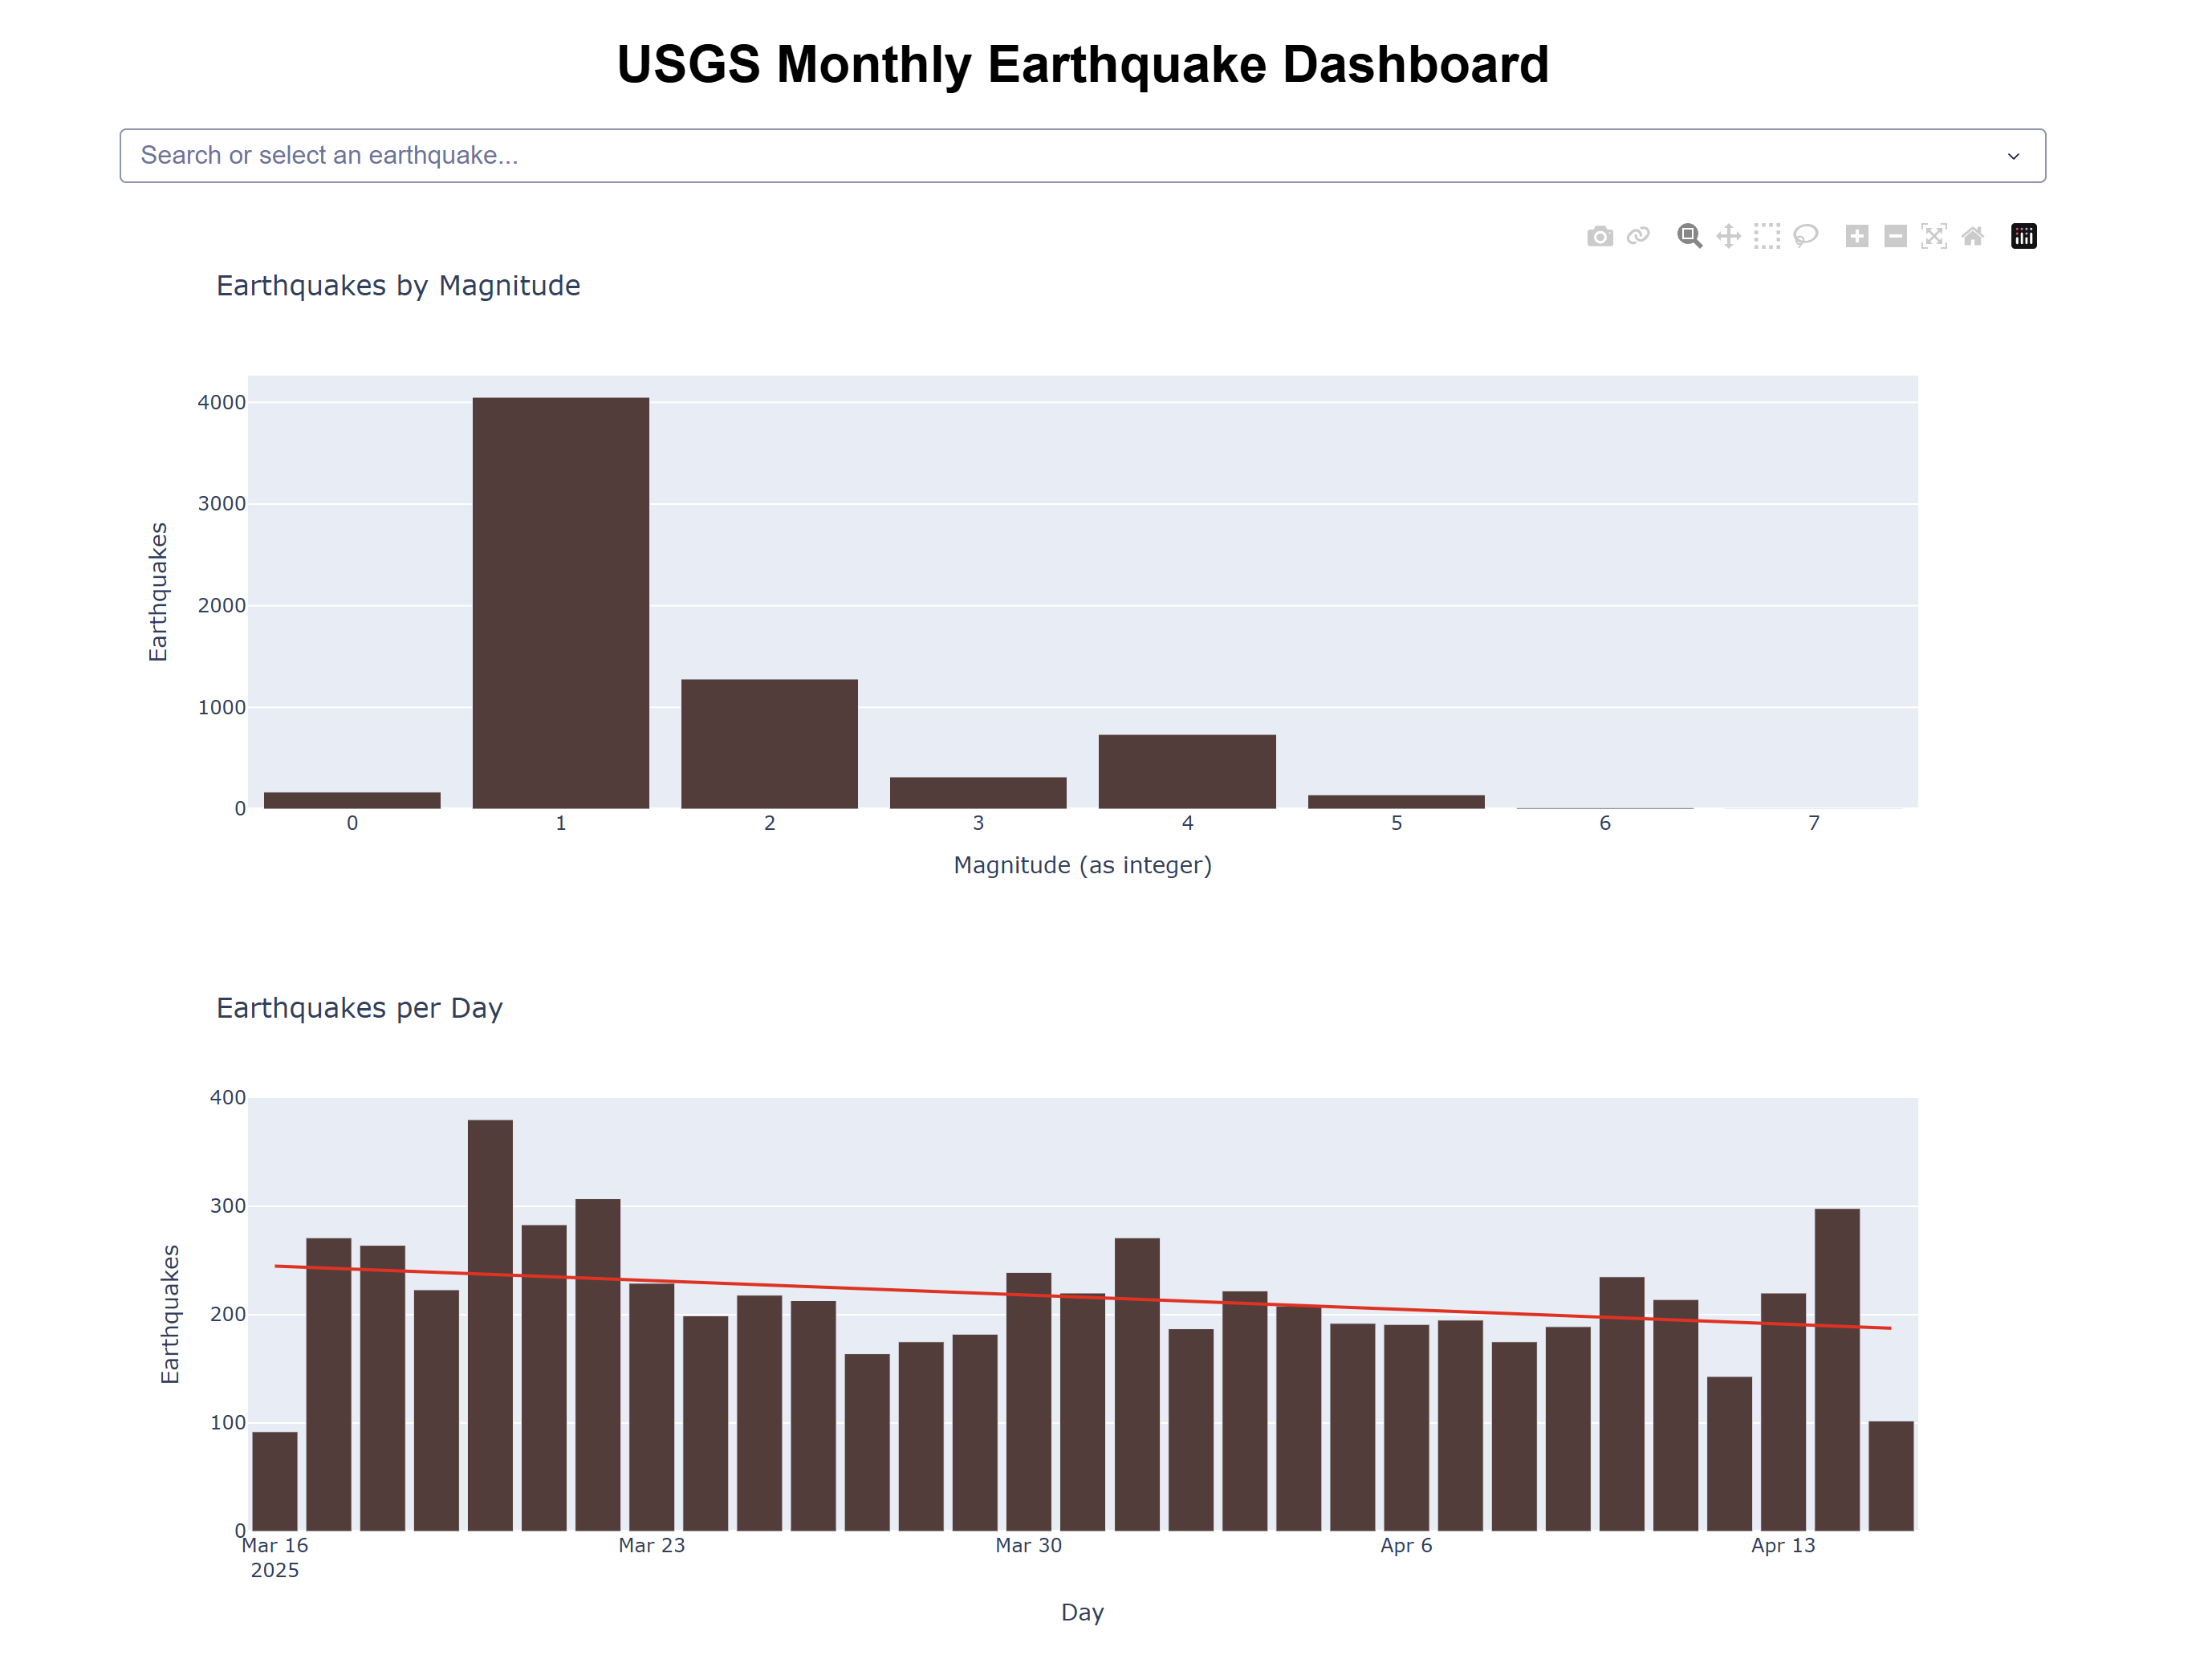 USGS Monthly Earthquake Dashboard
Search or select an earthquake...
Earthquakes by Magnitude
4000
3000
2000
1000
0
Earthquakes
0 1 2 3 4 5 6 7
Magnitude (as integer)
Earthquakes per Day
400
300
200
100
0
Earthquakes
Mar 16 Mar 23 Mar 30 Apr 6 Apr 13
2025
Day